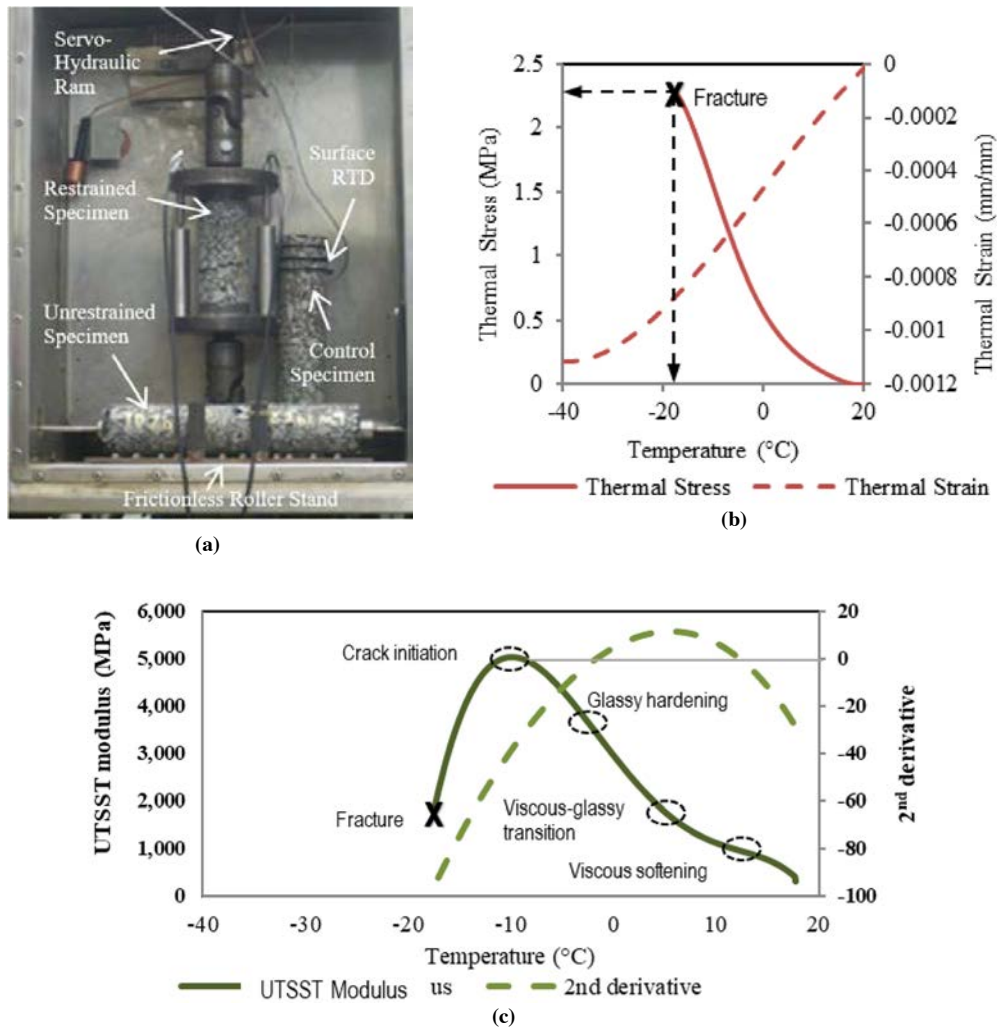 Servo-
Hydraulic
Ram
Surface
RTD
Restrained
Specimen
Unrestrained
Specimen
Control
Specimen
Frictionless Roller Stand
(a)
2.5
2
1.5
1
0.5
0
Thermal Stress (MPa)
Fracture
0
-0.0002
-0.0004
-0.0006
-0.0008
-0.001
-0.0012
Thermal Strain (mm/mm)
-40 -20 0 20
Temperature (°C)
Thermal Stress Thermal Strain
(b)
6,000
5,000
4,000
3,000
2,000
1,000
0
UTSST modulus (MPa)
Crack initiation
Glassy hardening
Viscous-glassy
transition
Fracture
Viscous softening
20
0
-20
-40
-60
-80
-100
2nd derivative
-40 -30 -20 -10 0 10 20
Temperature (°C)
UTSST Modulus us 2nd derivative
(c)